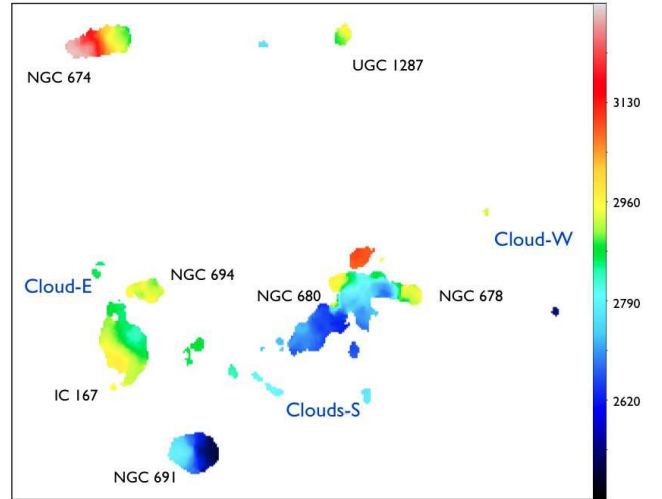 NGC 674
UGC 1287
3130
2960
Cloud-W
Cloud-E
NGC 694
NGC 680
NGC 678
2790
IC 167
Clouds-S
2620
NGC 691